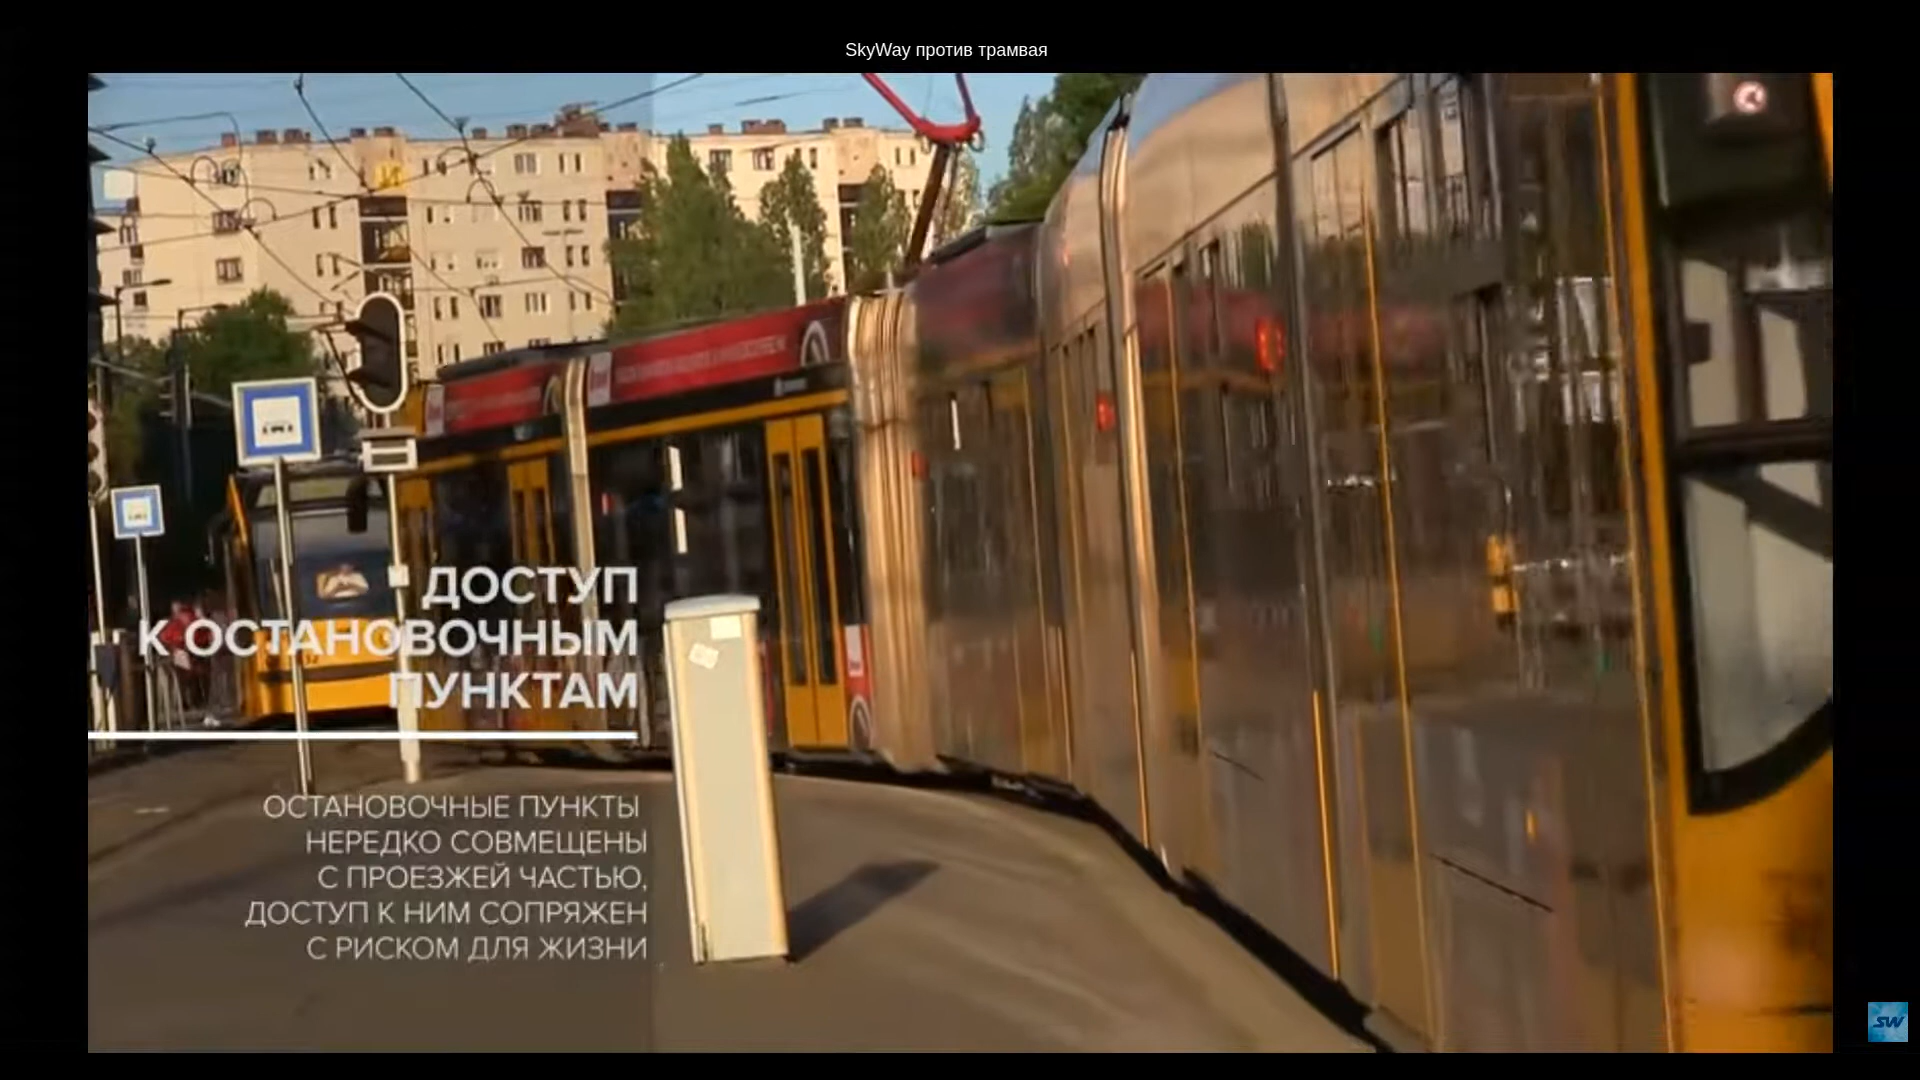 SkyWay против трамвая
ДОСТУП
К ОСТАНОВОЧНЫМ
ПУНКТАМ
ОСТАНОВОЧНЫЕ ПУНКТЫ
НЕРЕДКО СОВМЕЩЕНЫ
С ПРОЕЗЖЕЙ ЧАСТЬЮ,
ДОСТУП К НИМ СОПРЯЖЕН
С РИСКОМ ДЛЯ ЖИЗНИ
SW